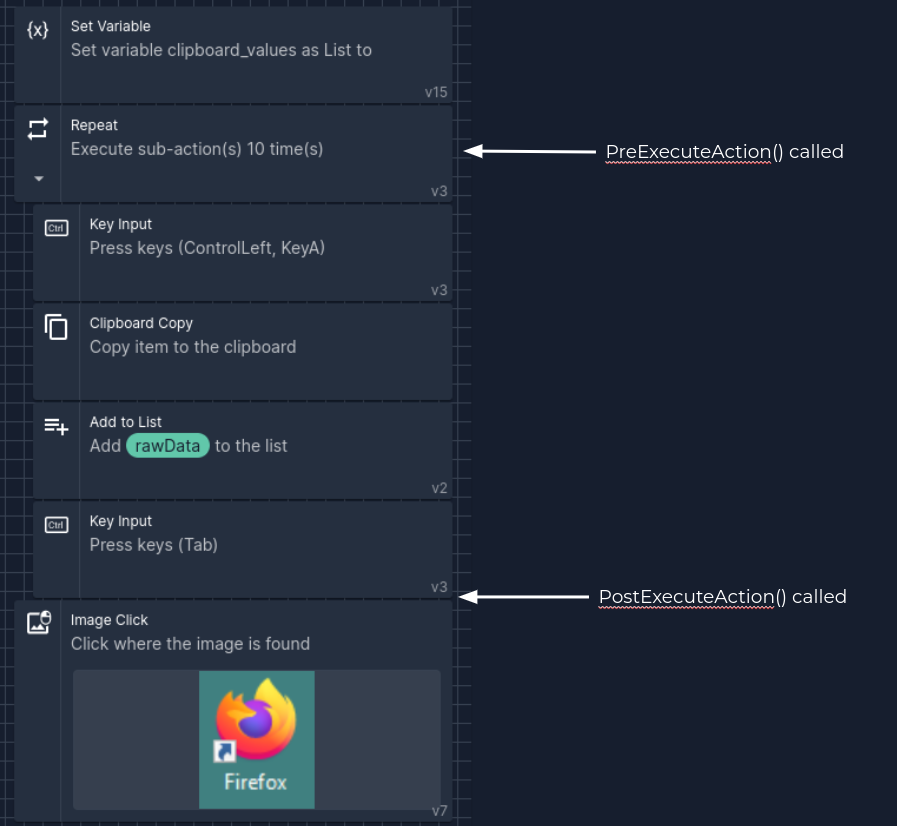 {x}
Set Variable
Set variable clipboard_values as List to
v15
Repeat
Execute sub-action(s) 10 time(s)
v3
PreExecuteAction() called
Ctrl
Key Input
Press keys (ControlLeft, KeyA)
v3
Clipboard Copy
Copy item to the clipboard
Add to List
Add rawData to the list
v2
Ctrl
Key Input
Press keys (Tab)
v3
PostExecuteAction() called
Image Click
Click where the image is found
Firefox
v7